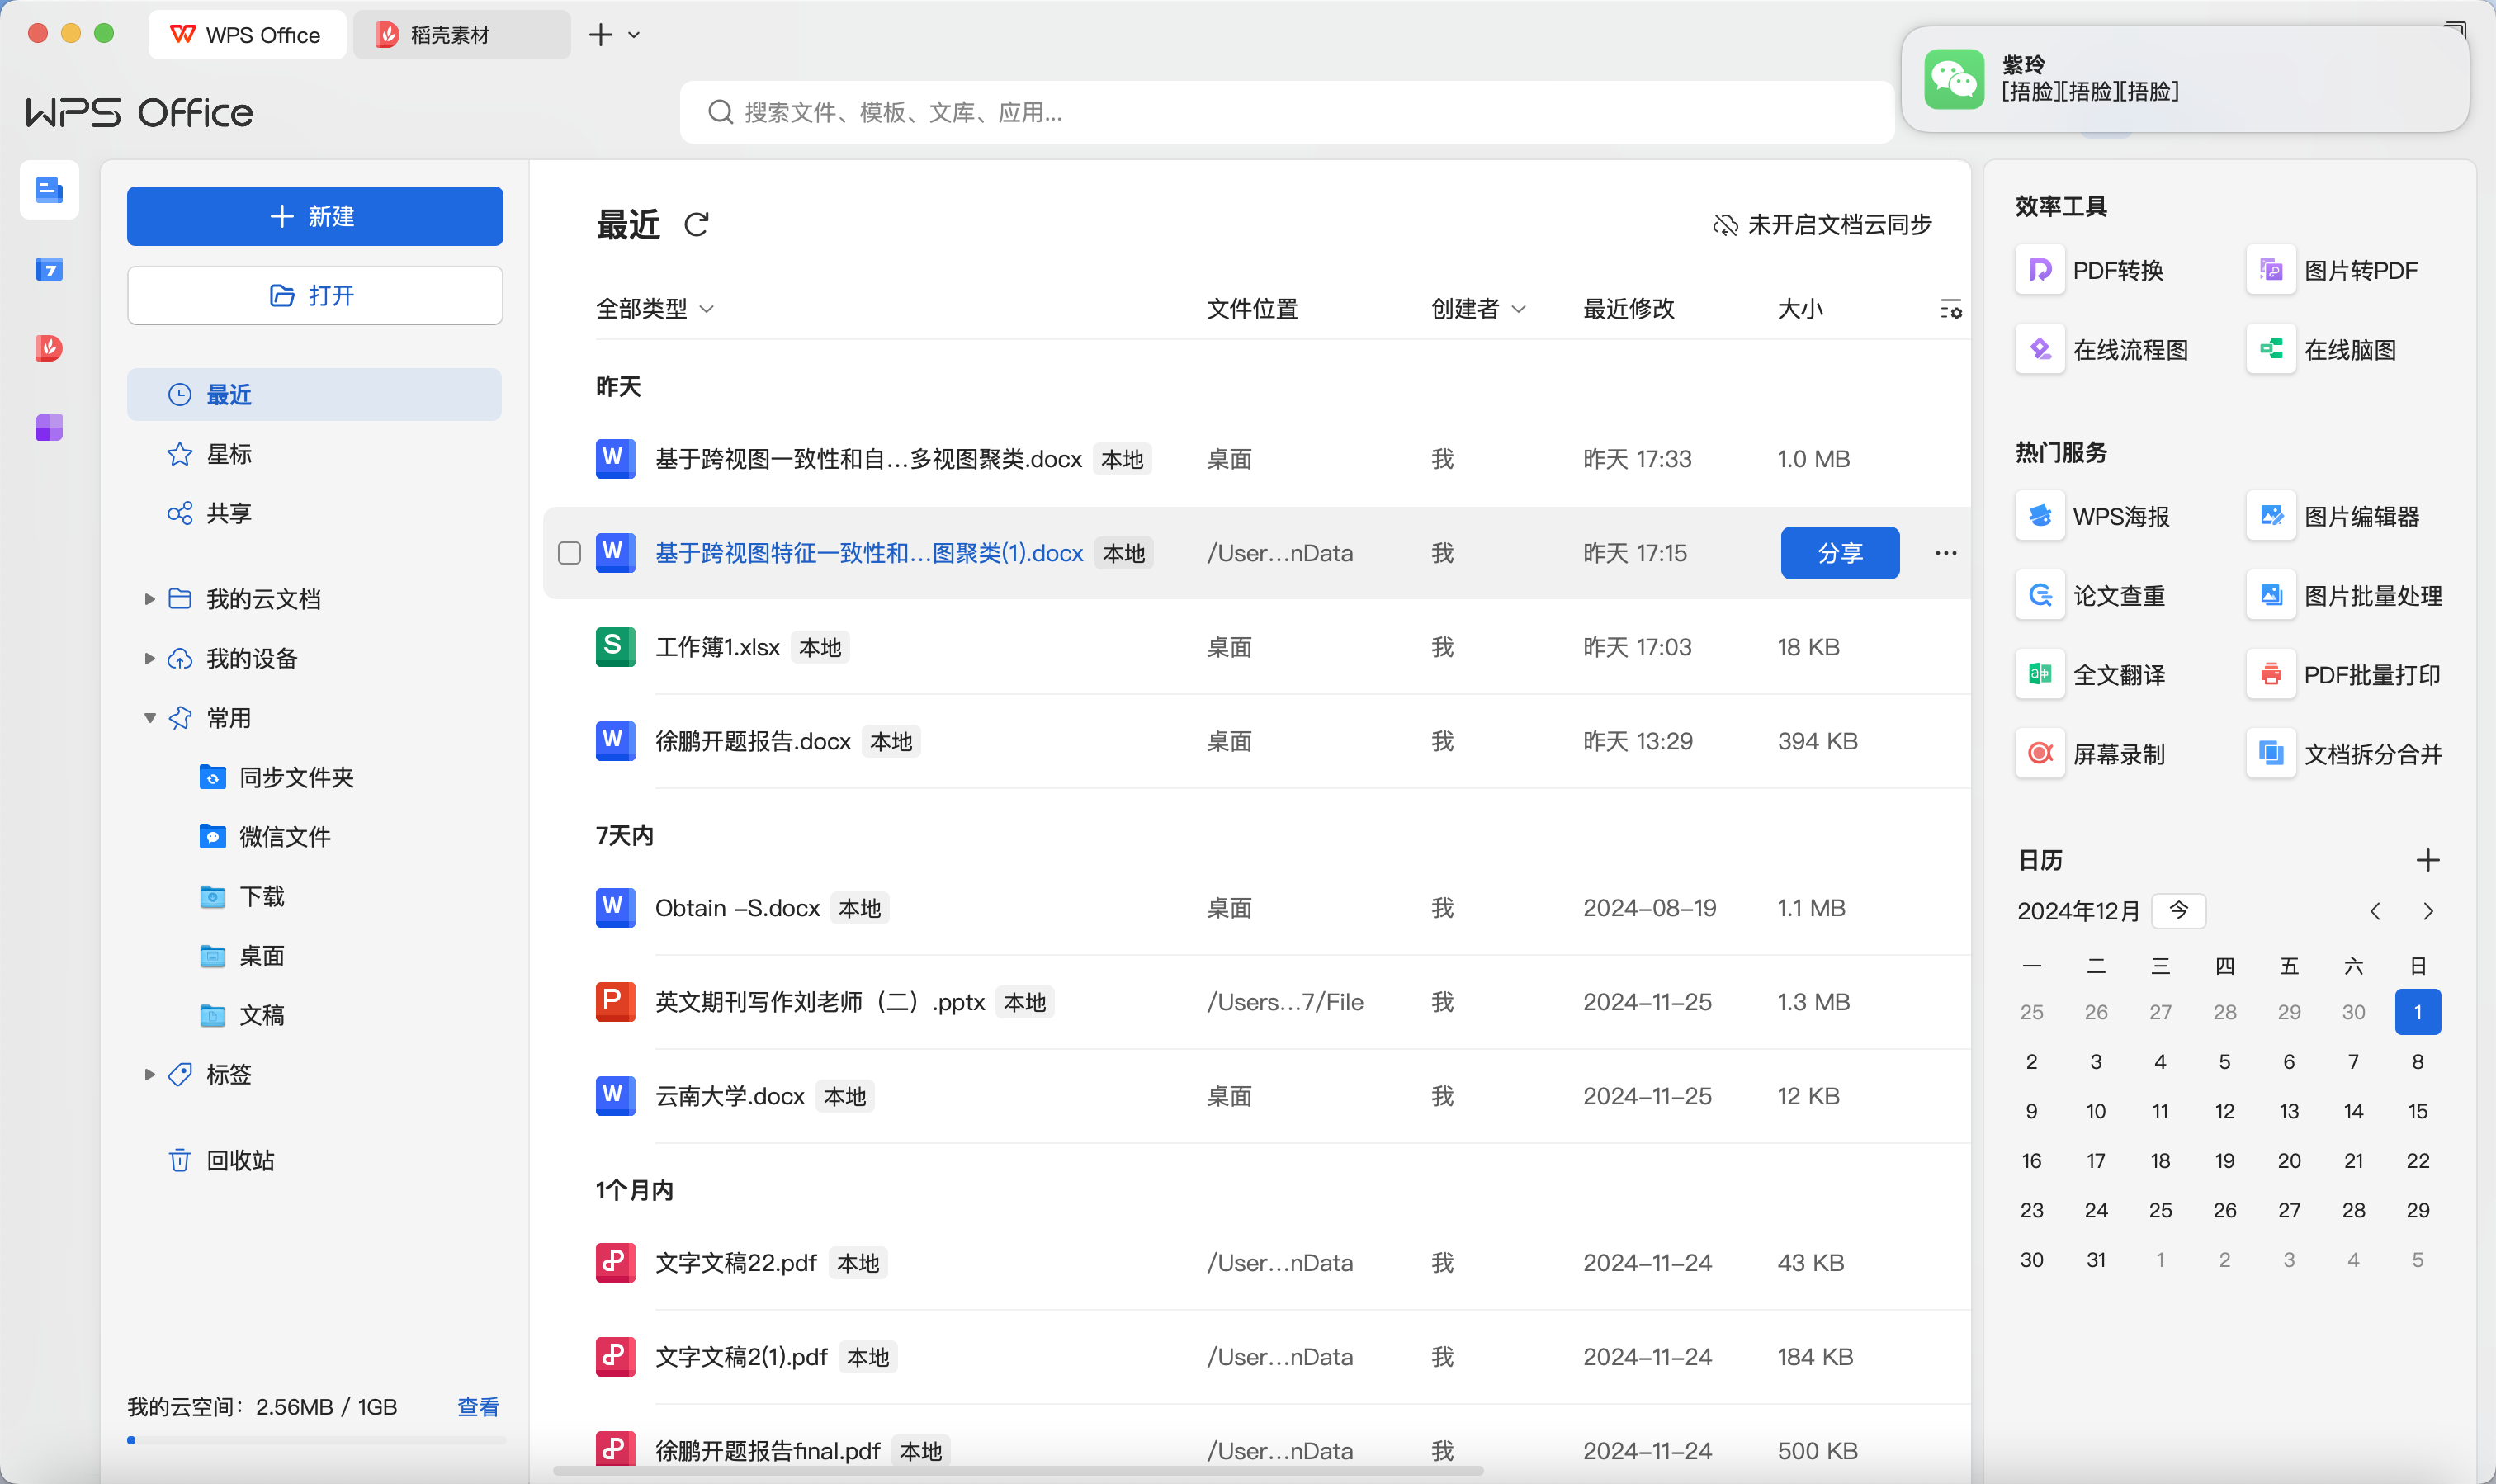 WPS Office
稻壳素材
紫玲
[捂脸][捂脸][捂脸]
WPS Office
搜索文件、模板、文库、应用...
新建
打开
最近
星标
共享
我的云文档
我的设备
常用
同步文件夹
微信文件
下载
桌面
文稿
标签
回收站
我的云空间：2.56MB / 1GB 查看
最近
未开启文档云同步
全部类型 文件位置 创建者 最近修改 大小
昨天
基于跨视图一致性和自...多视图聚类.docx 本地 桌面 我 昨天 17:33 1.0 MB
基于跨视图特征一致性和...图聚类(1).docx 本地 /User...nData 我 昨天 17:15 分享 ...
工作簿1.xlsx 本地 桌面 我 昨天 17:03 18 KB
徐鹏开题报告.docx 本地 桌面 我 昨天 13:29 394 KB
7天内
Obtain -S.docx 本地 桌面 我 2024-08-19 1.1 MB
英文期刊写作刘老师（二）.pptx 本地 /Users...7/File 我 2024-11-25 1.3 MB
云南大学.docx 本地 桌面 我 2024-11-25 12 KB
1个月内
文字文稿22.pdf 本地 /User...nData 我 2024-11-24 43 KB
文字文稿2(1).pdf 本地 /User...nData 我 2024-11-24 184 KB
徐鹏开题报告final.pdf 本地 /User...nData 我 2024-11-24 500 KB
效率工具
PDF转换 图片转PDF
在线流程图 在线脑图
热门服务
WPS海报 图片编辑器
论文查重 图片批量处理
全文翻译 PDF批量打印
屏幕录制 文档拆分合并
日历
2024年12月 今
一 二 三 四 五 六 日
25 26 27 28 29 30 1
2 3 4 5 6 7 8
9 10 11 12 13 14 15
16 17 18 19 20 21 22
23 24 25 26 27 28 29
30 31 1 2 3 4 5